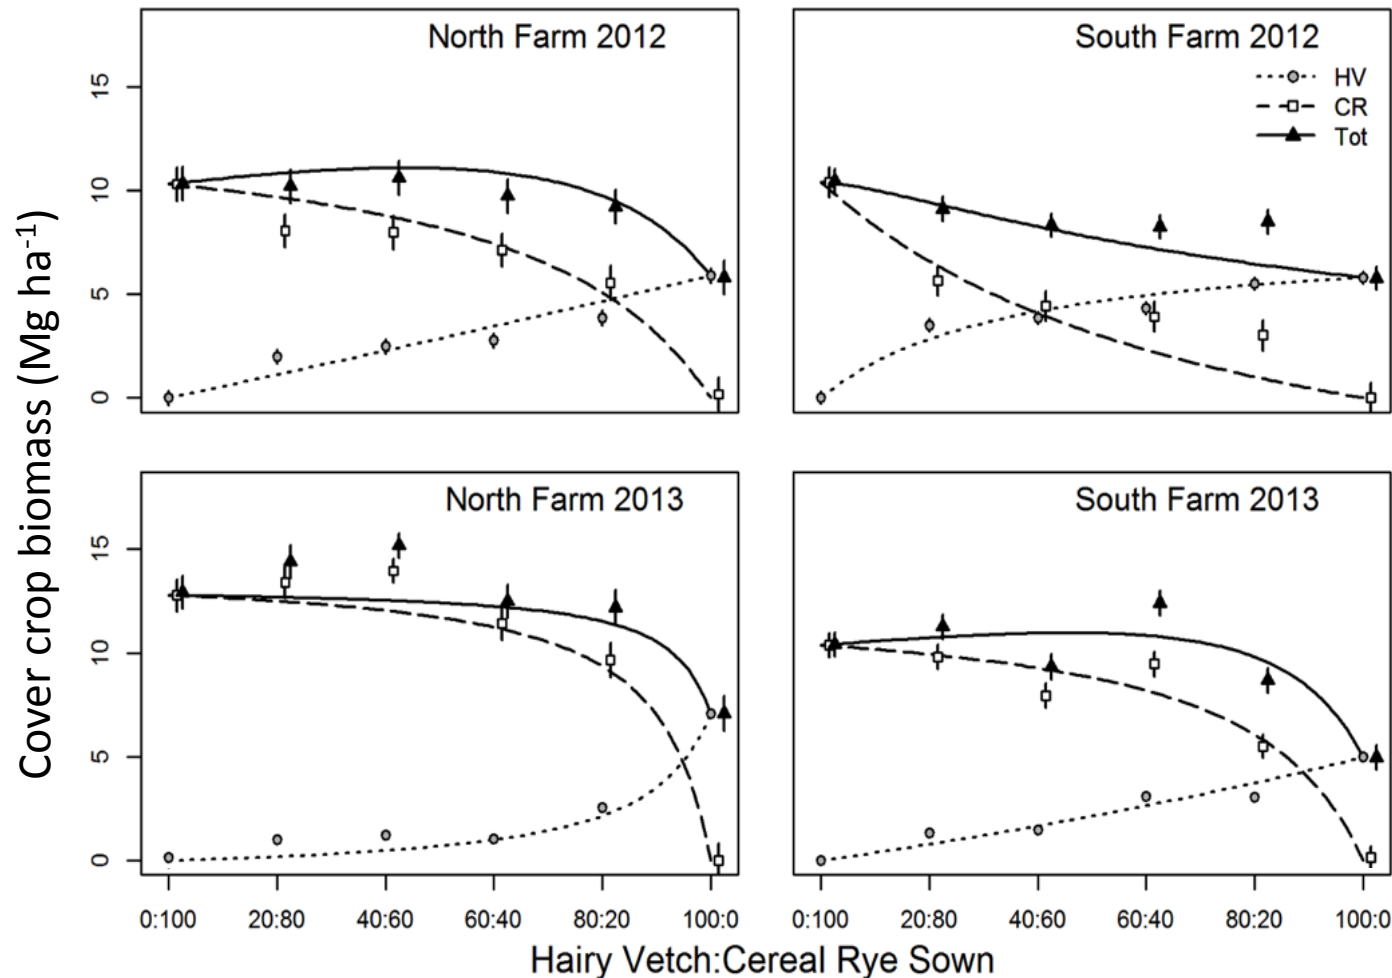 North Farm 2012
South Farm 2012
HV
CR
Tot
15
10
5
0
North Farm 2013
South Farm 2013
15
10
5
0
Cover crop biomass (Mg ha⁻¹)
0:100 20:80 40:60 60:40 80:20 100:0
0:100 20:80 40:60 60:40 80:20 100:0
Hairy Vetch:Cereal Rye Sown